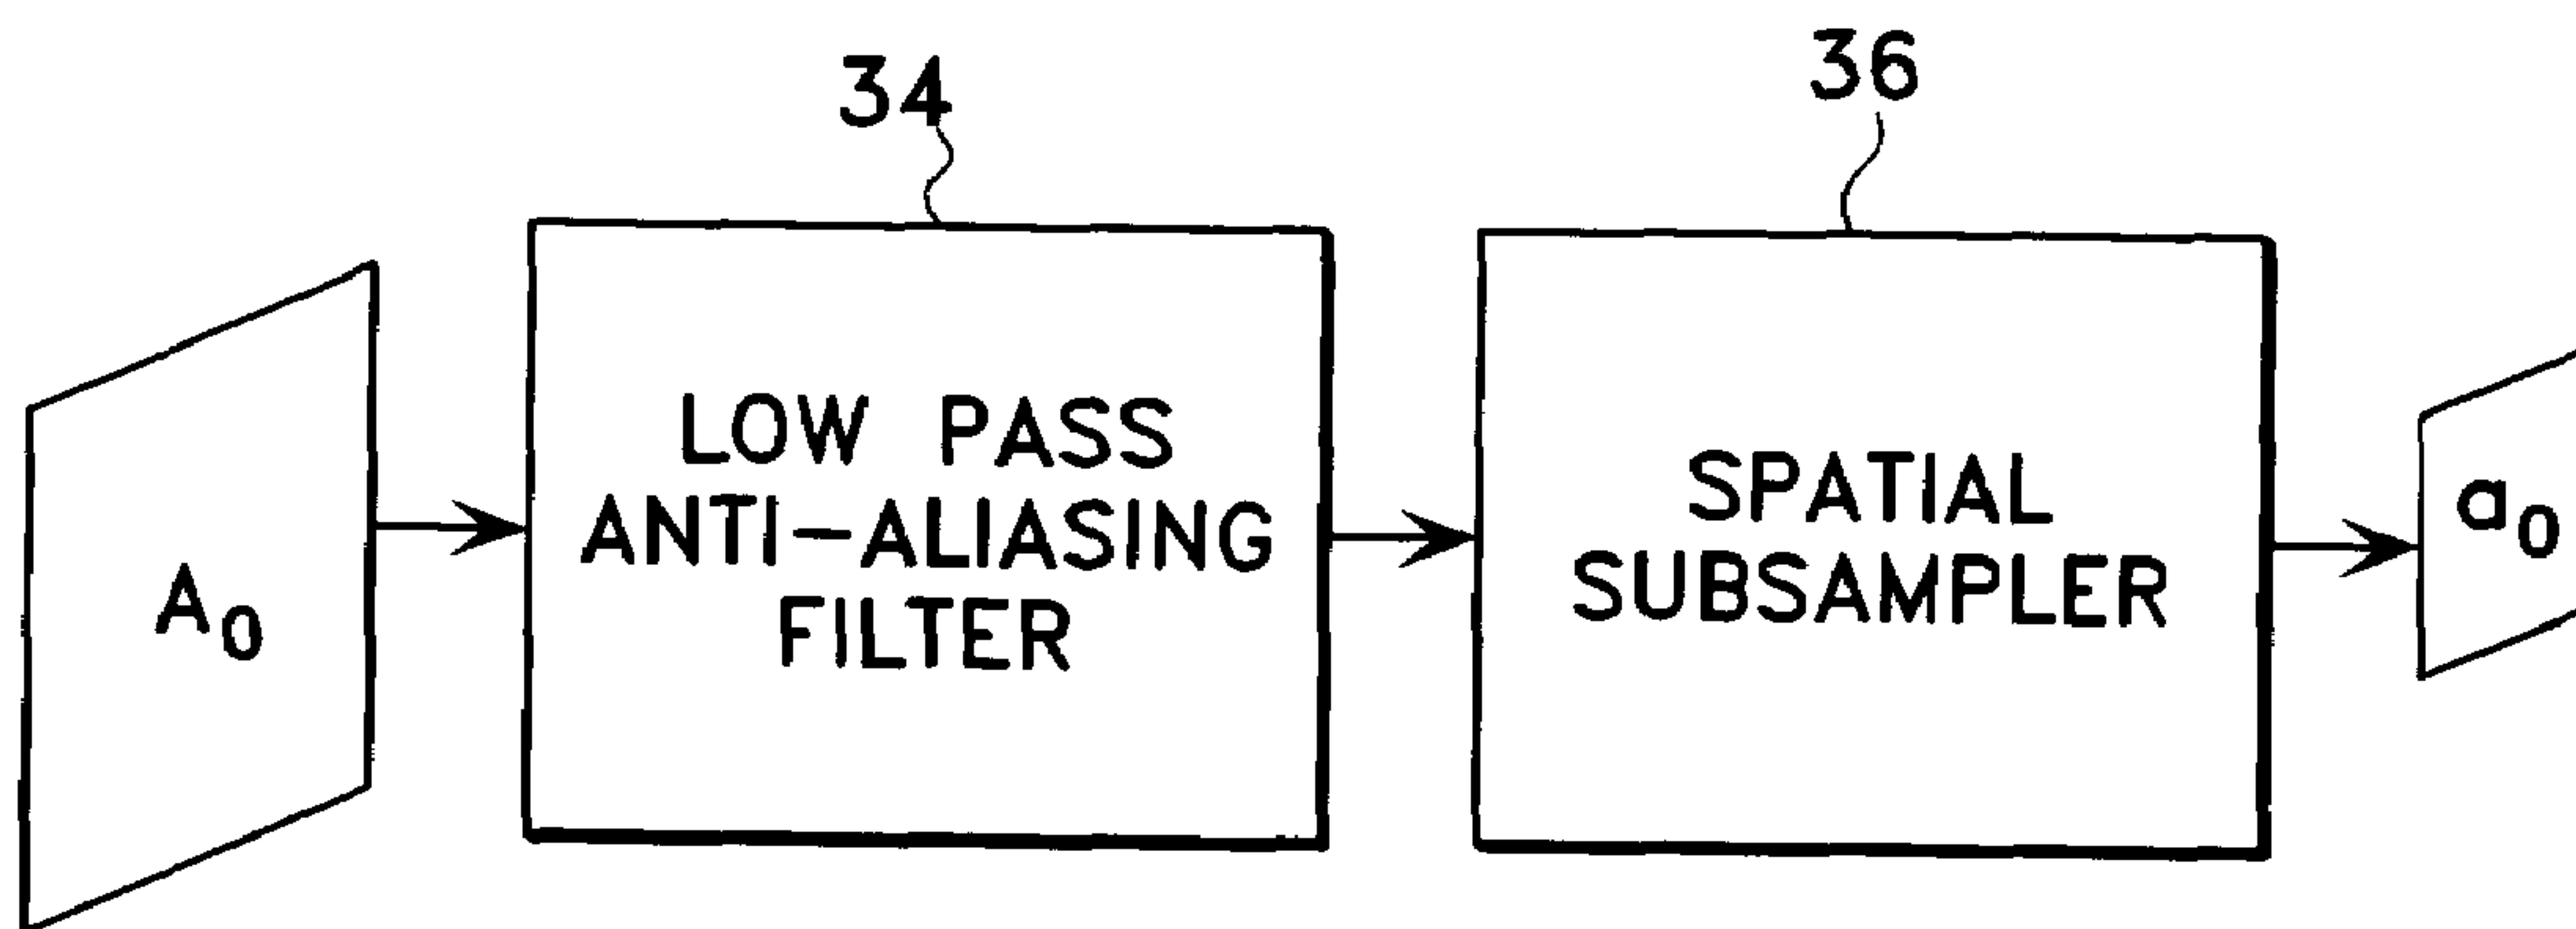 34
36
A₀
LOW PASS
ANTI-ALIASING
FILTER
SPATIAL
SUBSAMPLER
a₀